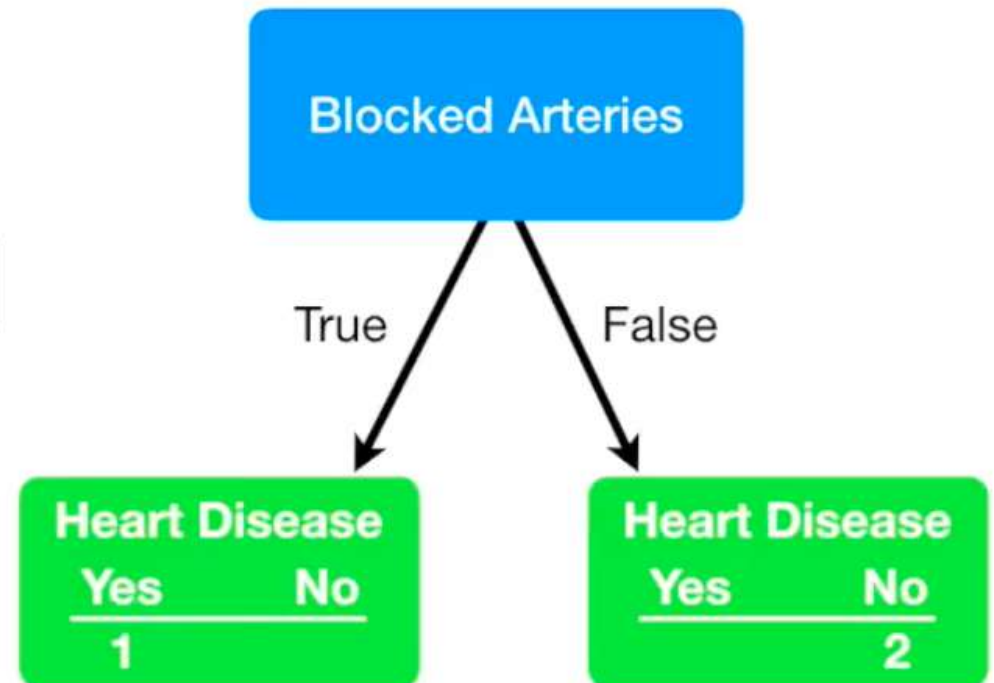 Blocked Arteries
True
False
Heart Disease
Yes No
1
Heart Disease
Yes No
2